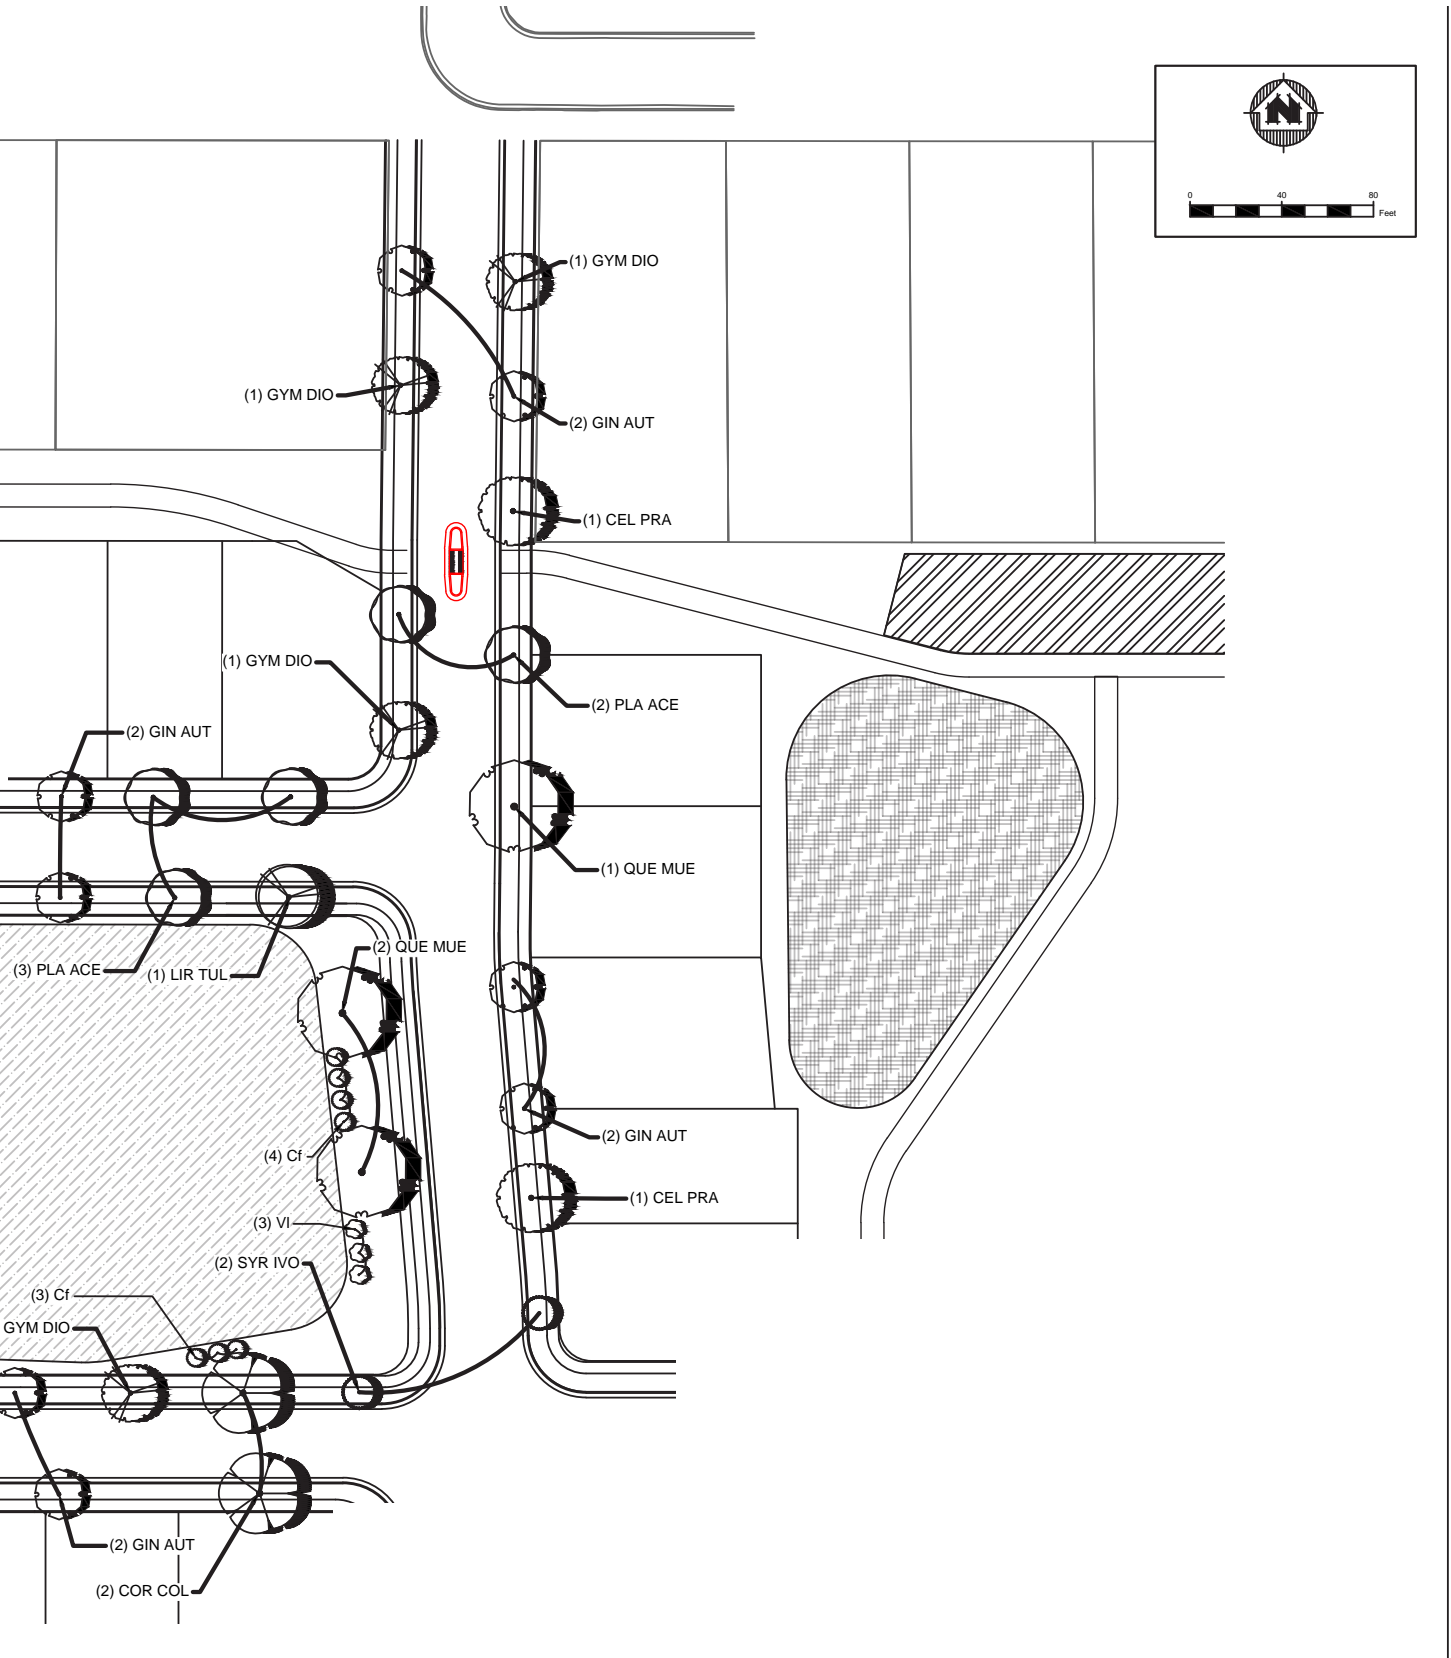 N
0 40 80
Feet
(1) GYM DIO
(1) GYM DIO
(2) GIN AUT
(1) CEL PRA
(1) GYM DIO
(2) PLA ACE
(2) GIN AUT
(1) QUE MUE
(2) QUE MUE
(3) PLA ACE
(1) LIR TUL
(2) GIN AUT
(4) Cf
(1) CEL PRA
(3) VI
(2) SYR IVO
(3) Cf
GYM DIO
(2) GIN AUT
(2) COR COL